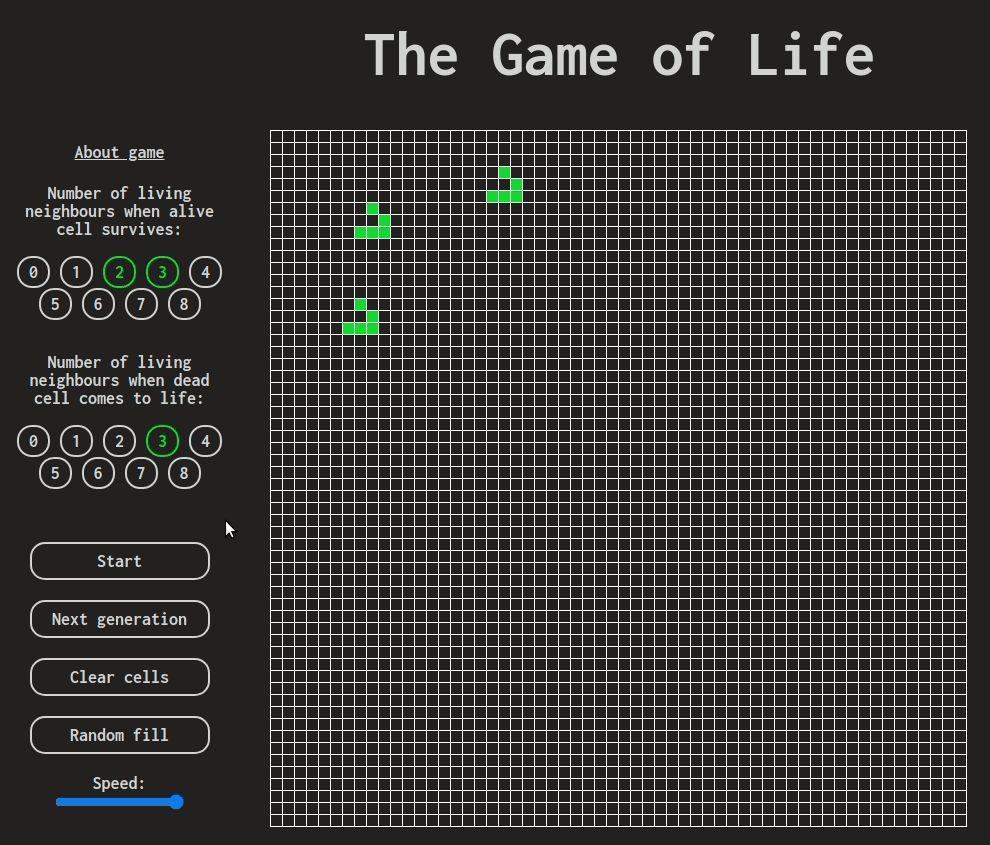 The Game of Life
About game
Number of living
neighbours when alive
cell survives:
0 1 2 3 4
5 6 7 8
Number of living
neighbours when dead
cell comes to life:
0 1 2 3 4
5 6 7 8
Start
Next generation
Clear cells
Random fill
Speed: